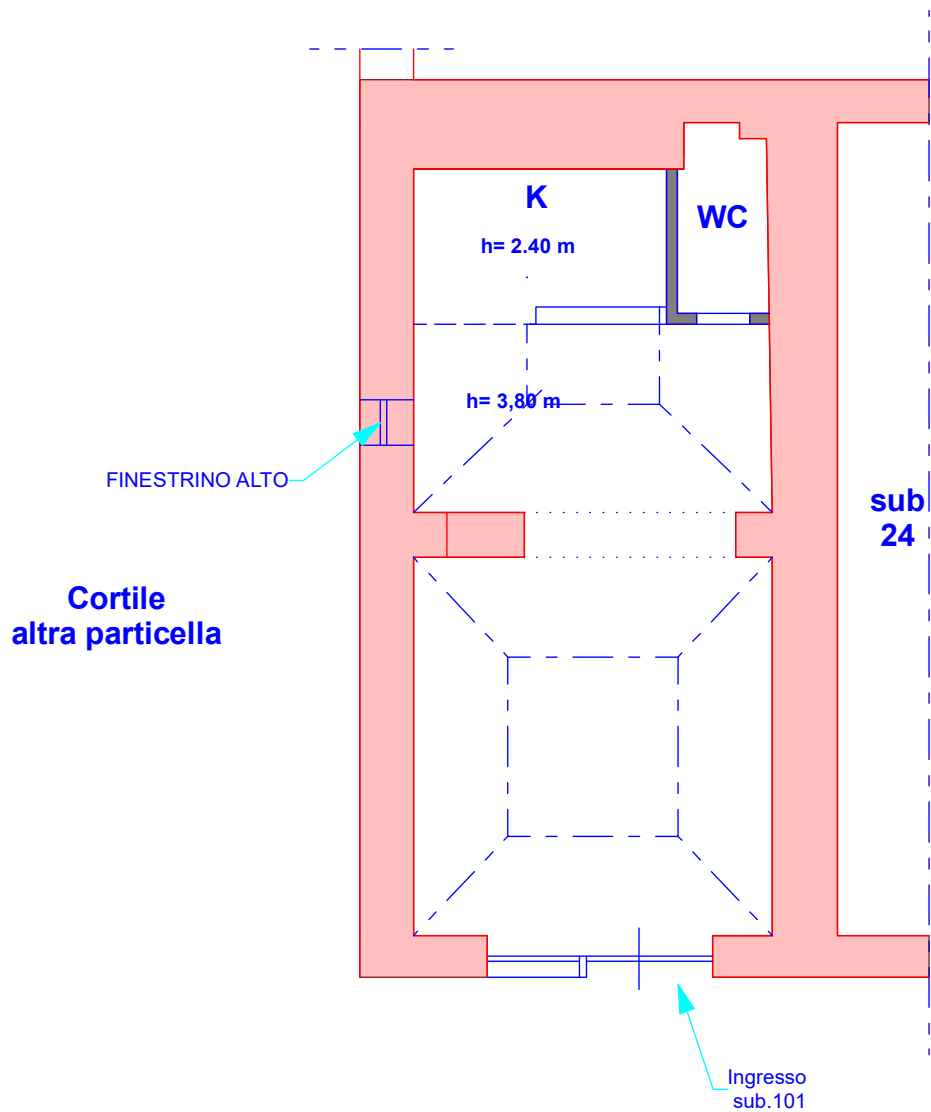 K
WC
h= 2.40 m
h= 3,80 m
FINESTRINO ALTO
sub
24
Cortile
altra particella
Ingresso
sub.101